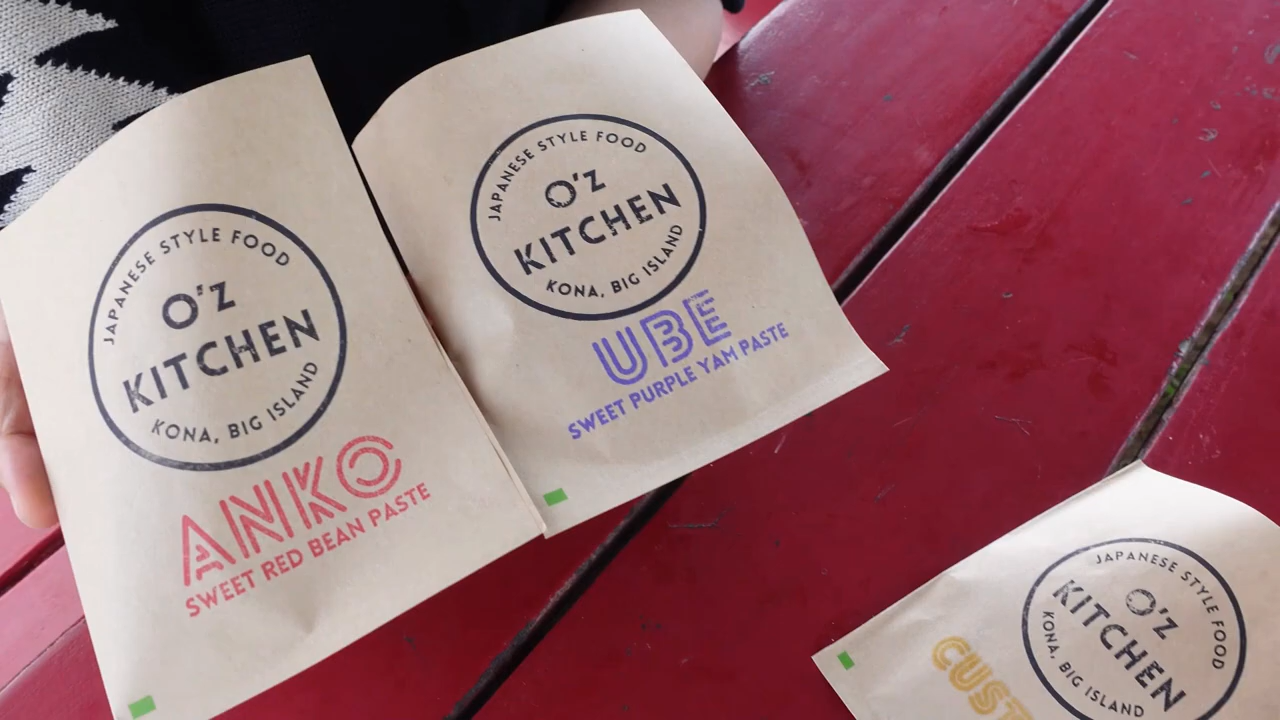 JAPANESE STYLE FOOD
O'z
KITCHEN
KONA, BIG ISLAND
ANKO
SWEET RED BEAN PASTE
JAPANESE STYLE FOOD
O'z
KITCHEN
KONA, BIG ISLAND
UBE
SWEET PURPLE YAM PASTE
JAPANESE STYLE FOOD
O'z
KITCHEN
KONA, BIG ISLAND
CUST